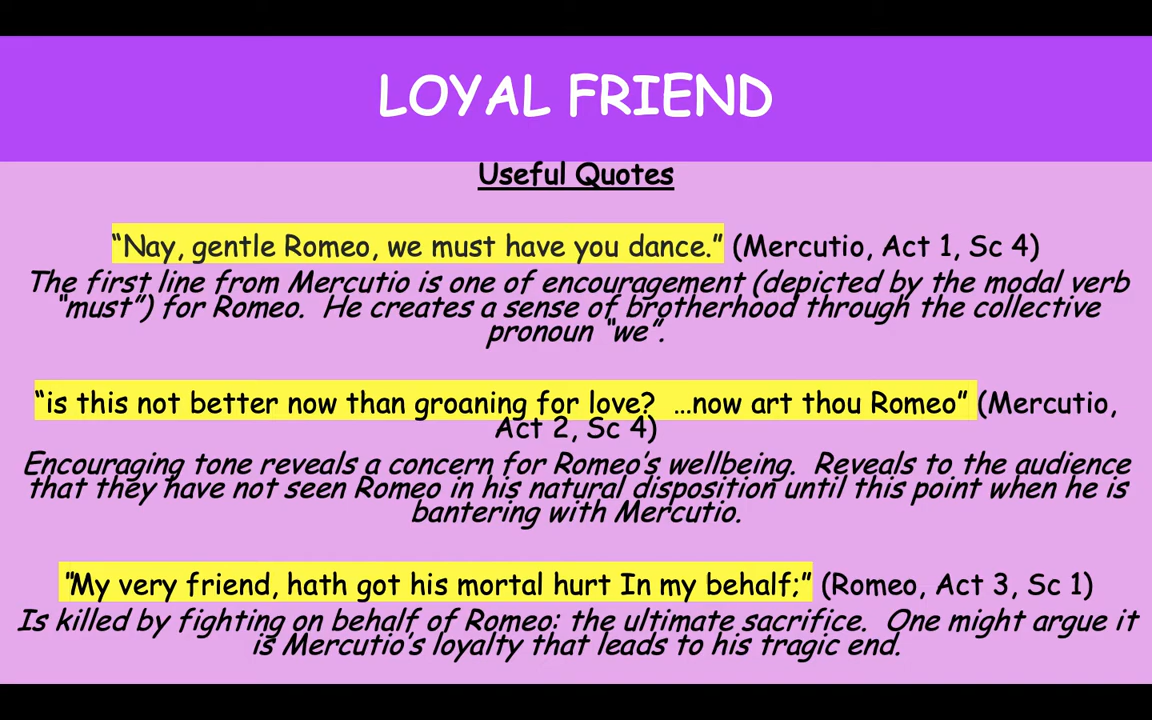 LOYAL FRIEND
Useful Quotes
“Nay, gentle Romeo, we must have you dance.” (Mercutio, Act 1, Sc 4)
The first line from Mercutio is one of encouragement (depicted by the modal verb
“must”) for Romeo.  He creates a sense of brotherhood through the collective
pronoun “we”.
“is this not better now than groaning for love?  …now art thou Romeo” (Mercutio,
Act 2, Sc 4)
Encouraging tone reveals a concern for Romeo’s wellbeing.  Reveals to the audience
that they have not seen Romeo in his natural disposition until this point when he is
bantering with Mercutio.
“My very friend, hath got his mortal hurt In my behalf;” (Romeo, Act 3, Sc 1)
Is killed by fighting on behalf of Romeo: the ultimate sacrifice.  One might argue it
is Mercutio’s loyalty that leads to his tragic end.